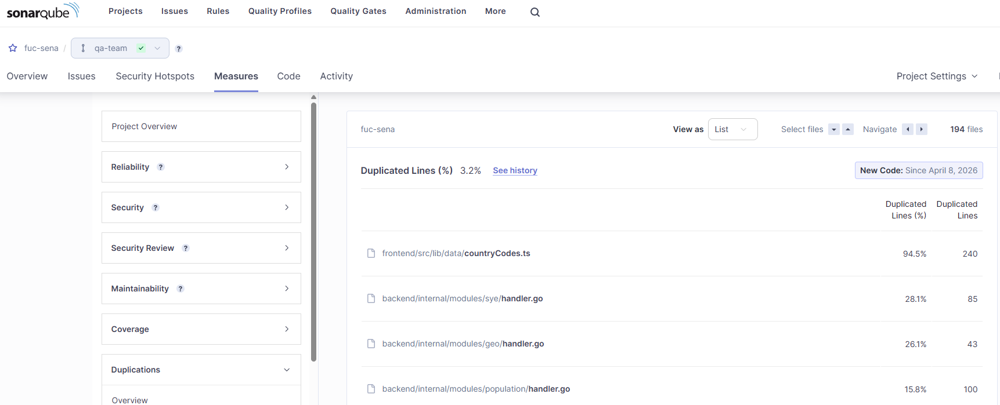 sonarqube Projects Issues Rules Quality Profiles Quality Gates Administration More
fuc-sena / qa-team ?
Overview Issues Security Hotspots Measures Code Activity Project Settings
Project Overview
Reliability ?
Security ?
Security Review ?
Maintainability ?
Coverage
Duplications
Overview
fuc-sena View as List Select files Navigate 194 files
Duplicated Lines (%) 3.2% See history New Code: Since April 8, 2026
Duplicated Duplicated
Lines (%) Lines
frontend/src/lib/data/countryCodes.ts 94.5% 240
backend/internal/modules/sye/handler.go 28.1% 85
backend/internal/modules/geo/handler.go 26.1% 43
backend/internal/modules/population/handler.go 15.8% 100